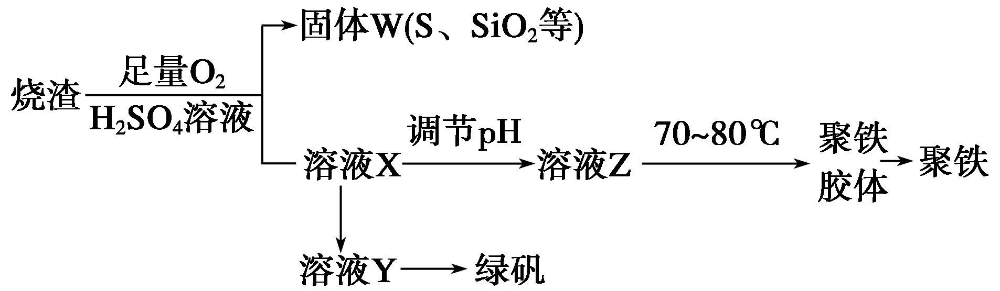 固体W(S、SiO₂等)
足量O₂
烧渣
H₂SO₄溶液
调节pH
70~80℃
溶液X
溶液Z
聚铁
胶体
聚铁
溶液Y
绿矾